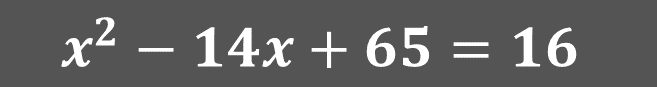 x² − 14x + 65 = 16